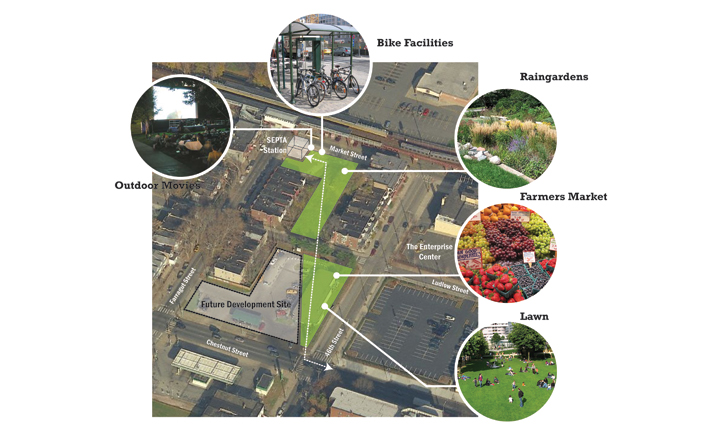 Bike Facilities
Raingardens
SEPTA
Station
Market Street
Outdoor Movies
Farmers Market
The Enterprise
Center
Farragut Street
Ludlow Street
Future Development Site
Lawn
Chestnut Street
46th Street